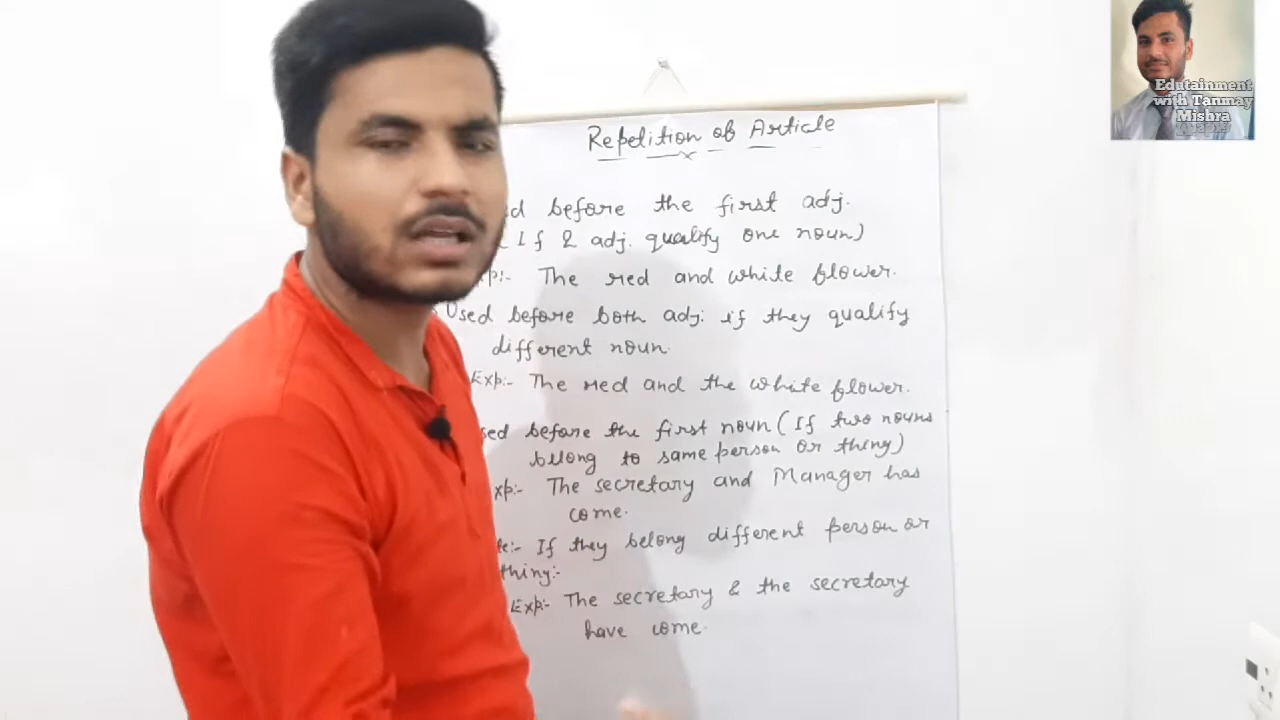 Repetition of Article
before the first adj.
(If 2 adj. qualify one noun)
The red and white flower.
Used before both adj. if they qualify
different noun.
Exp:- The red and the white flower.
before the first noun (If two nouns
belong to same person or thing)
The secretary and Manager has
come.
If they belong different person or
thing:-
Exp:- The secretary & the secretary
have come.
Edutainment
with Tanmay
Mishra